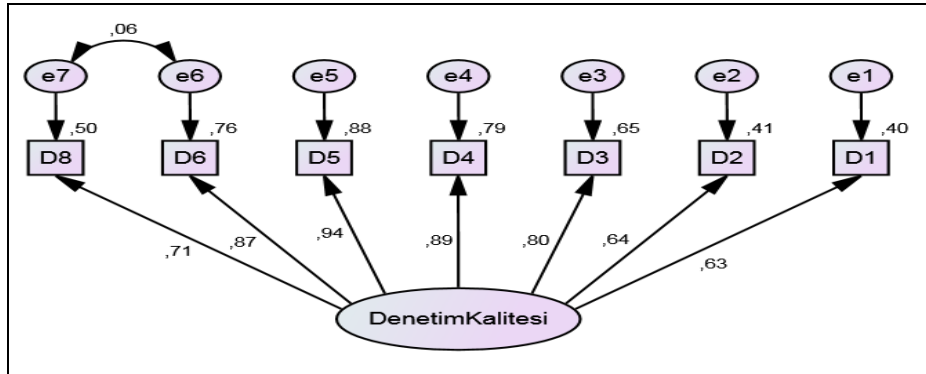 ,06
e7 e6 e5 e4 e3 e2 e1
,50 ,76 ,88 ,79 ,65 ,41 ,40
D8 D6 D5 D4 D3 D2 D1
,71 ,87 ,94 ,89 ,80 ,64 ,63
DenetimKalitesi